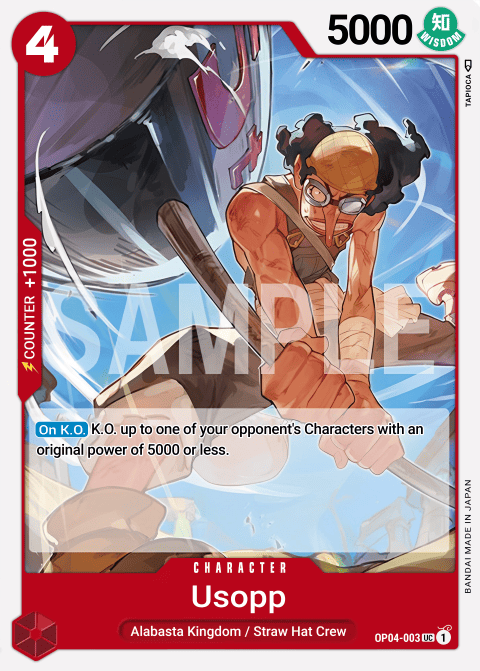 4
5000
知
WISDOM
TAPIOCA
COUNTER +1000
SAMPLE
On K.O. K.O. up to one of your opponent's Characters with an
original power of 5000 or less.
BANDAI MADE IN JAPAN
CHARACTER
Usopp
Alabasta Kingdom / Straw Hat Crew
OP04-003 UC 1